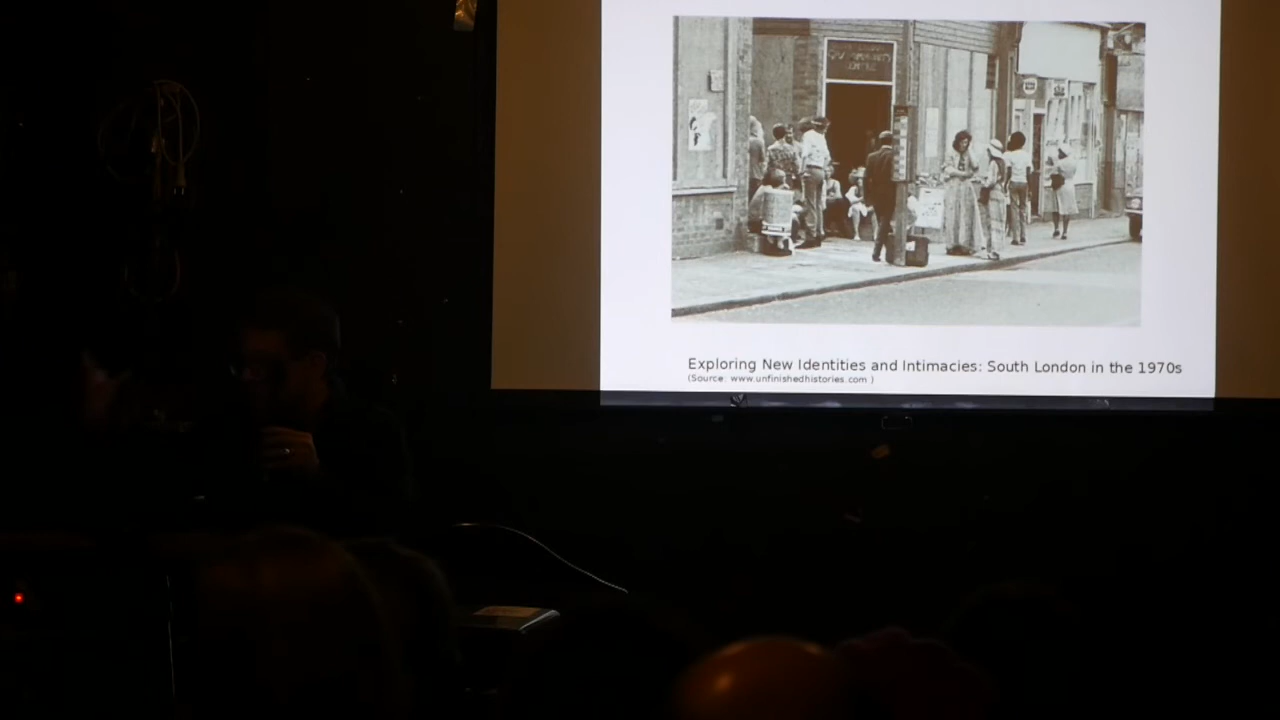 Exploring New Identities and Intimacies: South London in the 1970s
(Source: www.unfinishedhistories.com )